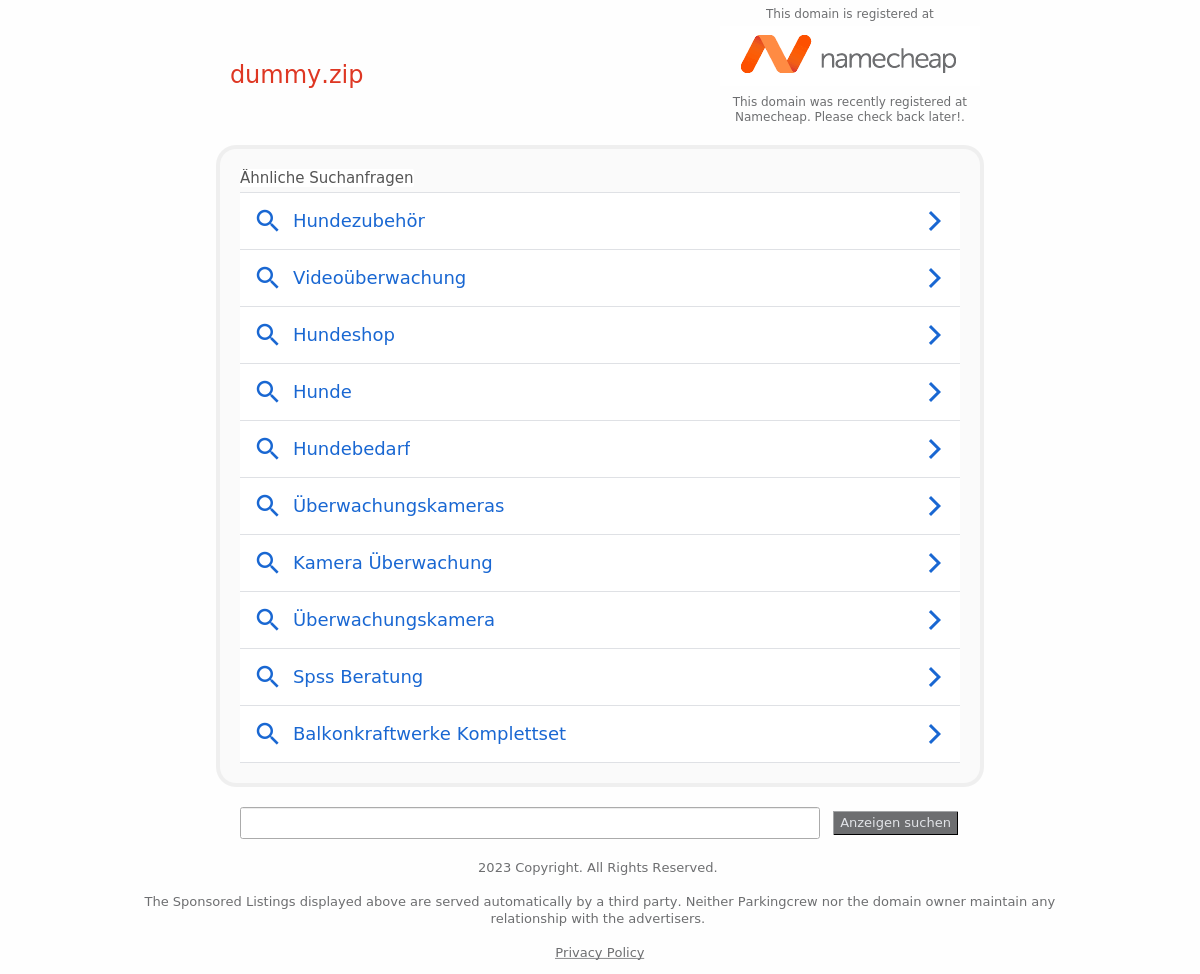 This domain is registered at
namecheap
dummy.zip
This domain was recently registered at
Namecheap. Please check back later!.
Ähnliche Suchanfragen
Hundezubehör
Videoüberwachung
Hundeshop
Hunde
Hundebedarf
Überwachungskameras
Kamera Überwachung
Überwachungskamera
Spss Beratung
Balkonkraftwerke Komplettset
Anzeigen suchen
2023 Copyright. All Rights Reserved.
The Sponsored Listings displayed above are served automatically by a third party. Neither Parkingcrew nor the domain owner maintain any
relationship with the advertisers.
Privacy Policy